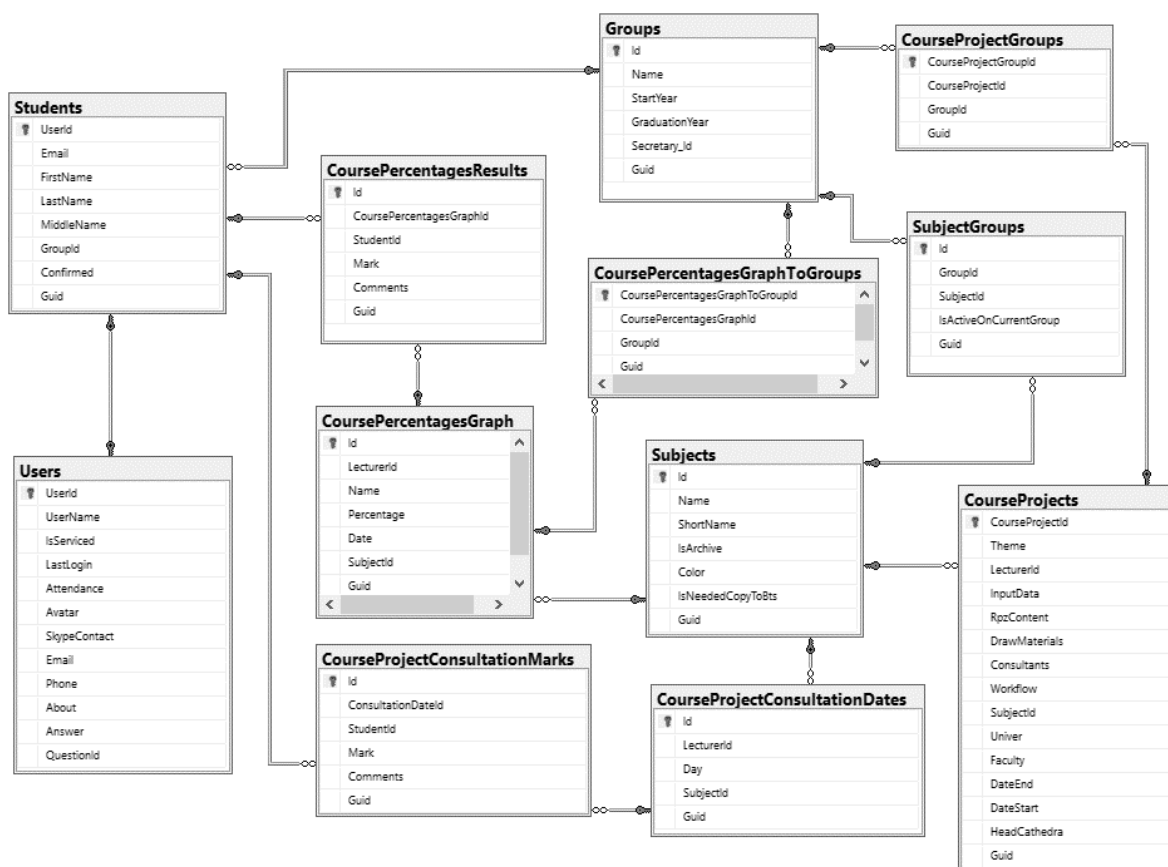 Groups
Id
Name
StartYear
GraduationYear
Secretary_Id
Guid
CourseProjectGroups
CourseProjectGroupId
CourseProjectId
GroupId
Guid
Students
UserId
Email
FirstName
LastName
MiddleName
GroupId
Confirmed
Guid
CoursePercentagesResults
Id
CoursePercentagesGraphId
StudentId
Mark
Comments
Guid
SubjectGroups
Id
GroupId
SubjectId
IsActiveOnCurrentGroup
Guid
CoursePercentagesGraphToGroups
CoursePercentagesGraphToGroupId
CoursePercentagesGraphId
GroupId
Guid
CoursePercentagesGraph
Id
LecturerId
Name
Percentage
Date
SubjectId
Guid
Subjects
Id
Name
ShortName
IsArchive
Color
IsNeededCopyToBts
Guid
Users
UserId
UserName
IsServiced
LastLogin
Attendance
Avatar
SkypeContact
Email
Phone
About
Answer
QuestionId
CourseProjects
CourseProjectId
Theme
LecturerId
InputData
RpzContent
DrawMaterials
Consultants
Workflow
SubjectId
Univer
Faculty
DateEnd
DateStart
HeadCathedra
Guid
CourseProjectConsultationMarks
Id
ConsultationDateId
StudentId
Mark
Comments
Guid
CourseProjectConsultationDates
Id
LecturerId
Day
SubjectId
Guid